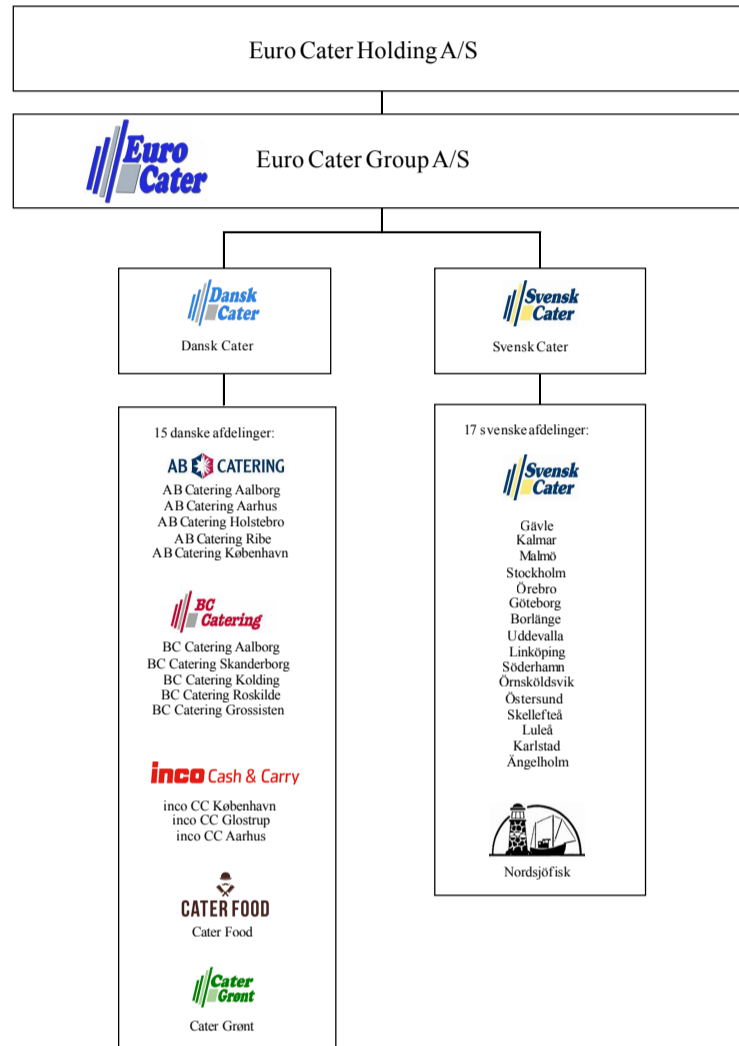 Euro Cater Holding A/S
Euro
Cater
Euro Cater Group A/S
Dansk
Cater
Dansk Cater
Svensk
Cater
Svensk Cater
15 danske afdelinger:
AB CATERING
AB Catering Aalborg
AB Catering Aarhus
AB Catering Holstebro
AB Catering Ribe
AB Catering København
BC
Catering
BC Catering Aalborg
BC Catering Skanderborg
BC Catering Kolding
BC Catering Roskilde
BC Catering Grossisten
inco Cash & Carry
inco CC København
inco CC Glostrup
inco CC Aarhus
CATER FOOD
Cater Food
Cater
Grønt
Cater Grønt
17 svenske afdelinger:
Svensk
Cater
Gävle
Kalmar
Malmö
Stockholm
Örebro
Göteborg
Borlänge
Uddevalla
Linköping
Söderhamn
Örnsköldsvik
Östersund
Skellefteå
Luleå
Karlstad
Ängelholm
Nordsjöfisk